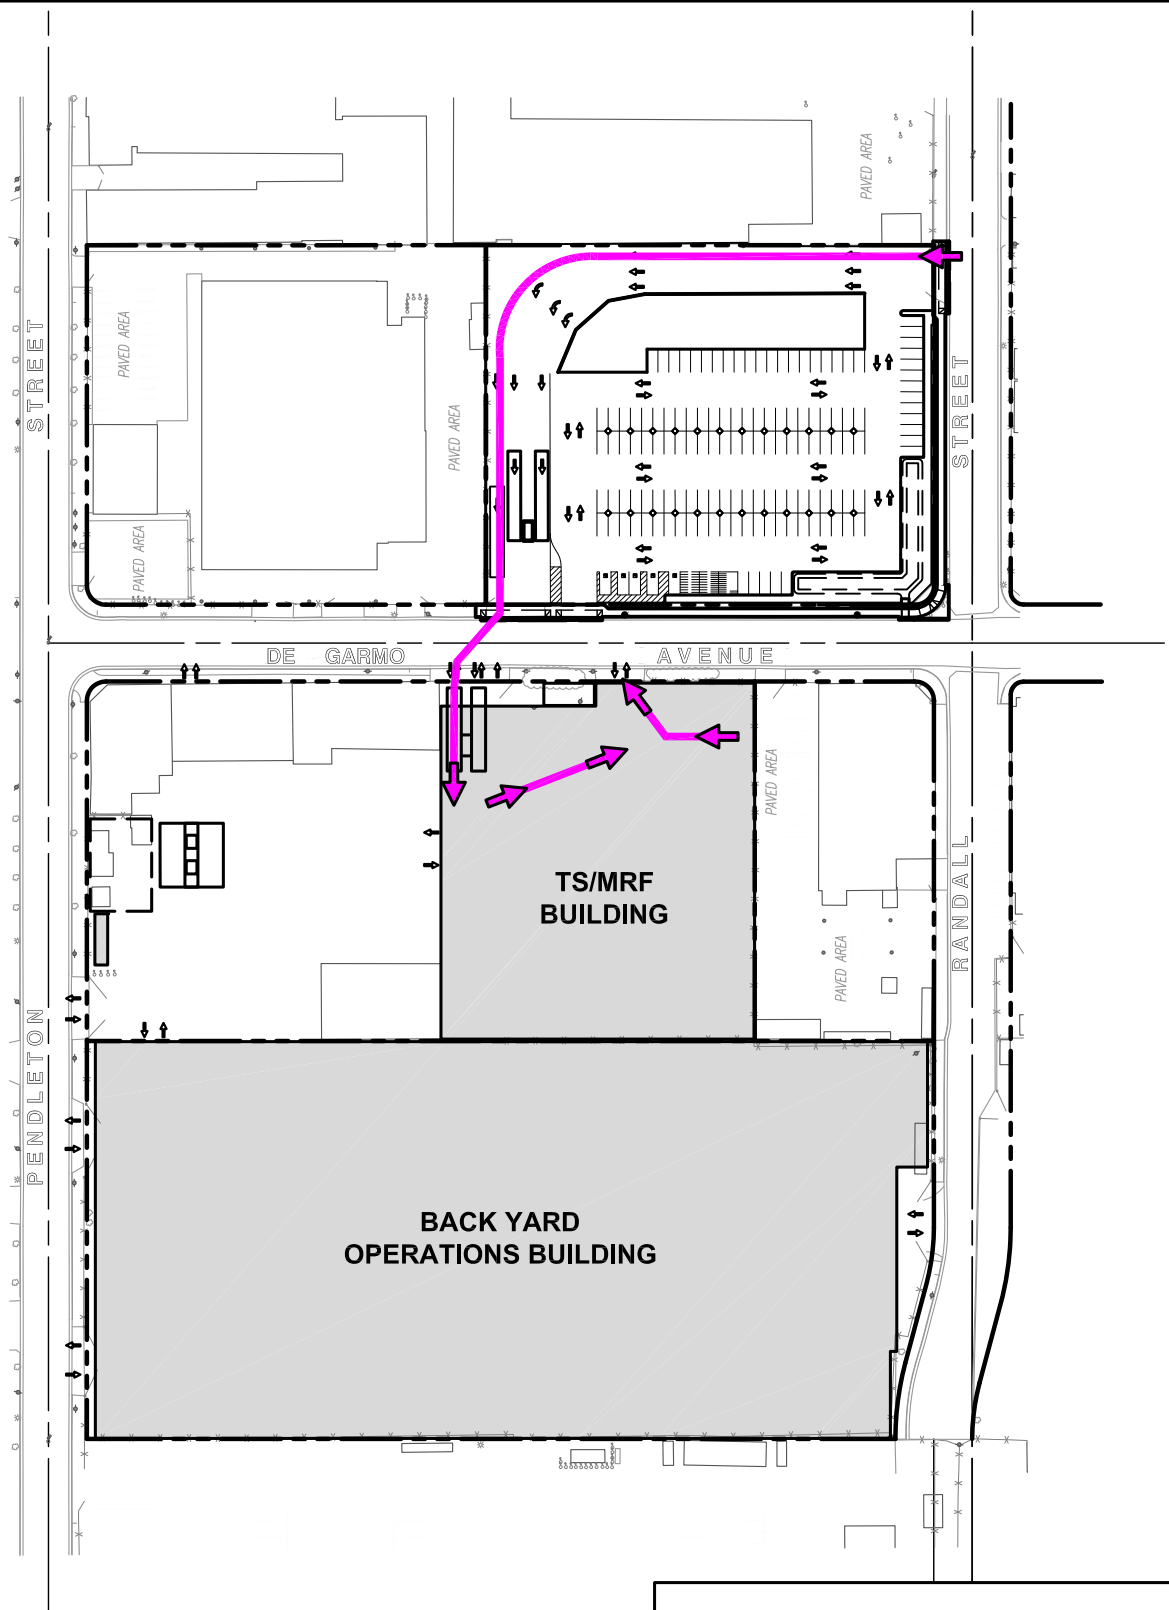 PAVED AREA
STREET
PAVED AREA
PAVED AREA
STREET
PAVED AREA
DE GARMO AVENUE
PAVED AREA
TS/MRF
BUILDING
RANDALL
PAVED AREA
PENDLETON
BACK YARD
OPERATIONS BUILDING